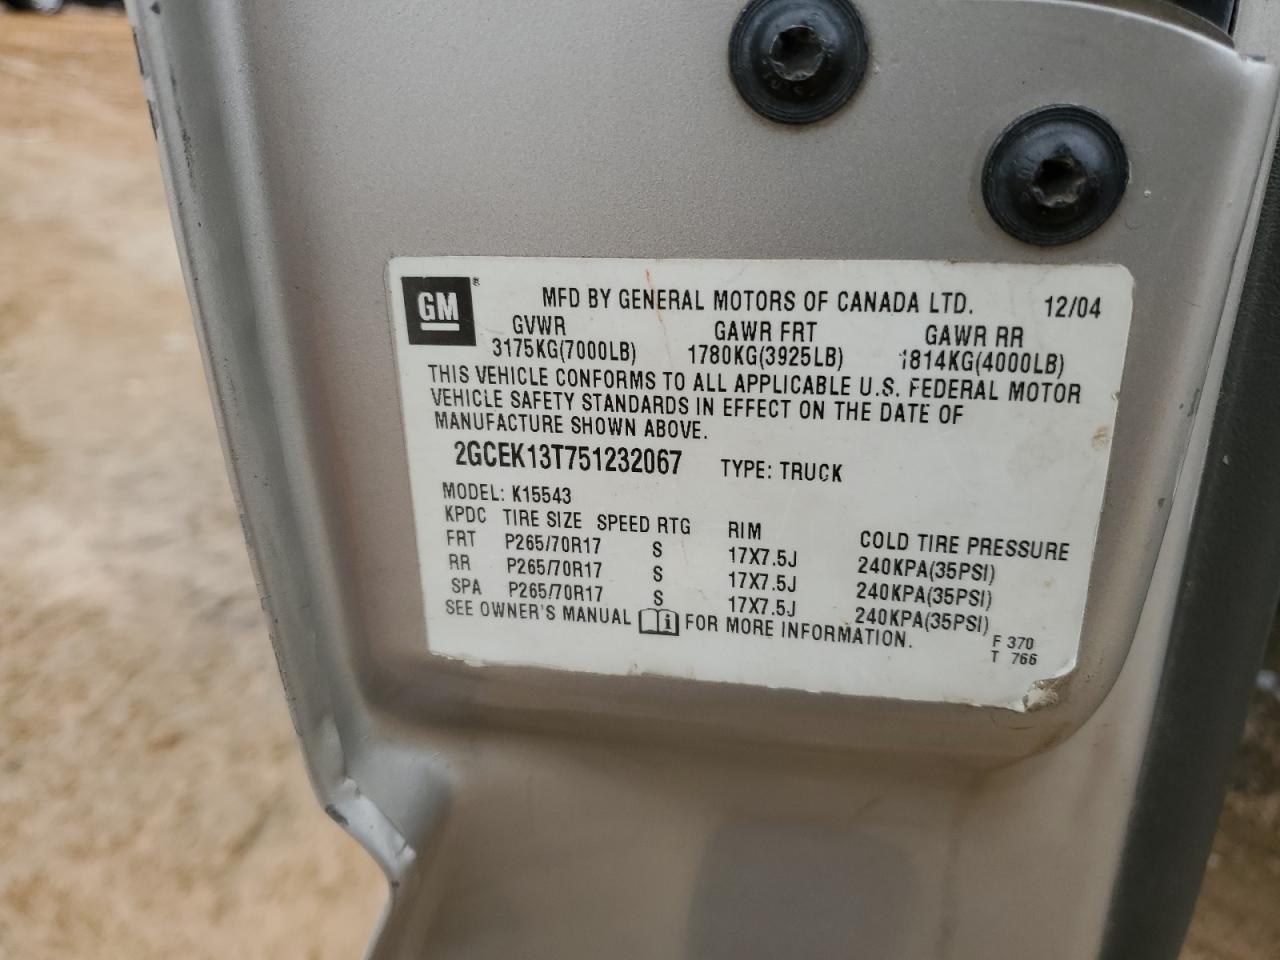 GM ®
MFD BY GENERAL MOTORS OF CANADA LTD. 12/04
GVWR GAWR FRT GAWR RR
3175KG(7000LB) 1780KG(3925LB) 1814KG(4000LB)
THIS VEHICLE CONFORMS TO ALL APPLICABLE U.S. FEDERAL MOTOR
VEHICLE SAFETY STANDARDS IN EFFECT ON THE DATE OF
MANUFACTURE SHOWN ABOVE.
2GCEK13T751232067 TYPE: TRUCK
MODEL: K15543
KPDC TIRE SIZE SPEED RTG RIM COLD TIRE PRESSURE
FRT P265/70R17 S 17X7.5J 240KPA(35PSI)
RR P265/70R17 S 17X7.5J 240KPA(35PSI)
SPA P265/70R17 S 17X7.5J 240KPA(35PSI)
SEE OWNER'S MANUAL i FOR MORE INFORMATION.
F 370
T 766